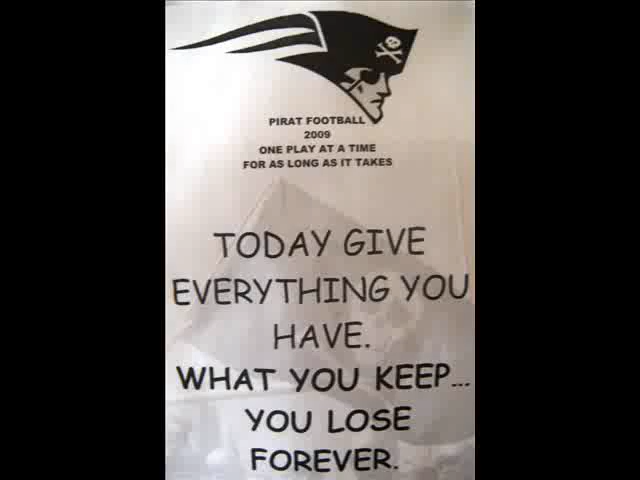 PIRAT FOOTBALL
2009
ONE PLAY AT A TIME
FOR AS LONG AS IT TAKES
TODAY GIVE
EVERYTHING YOU
HAVE.
WHAT YOU KEEP...
YOU LOSE
FOREVER.